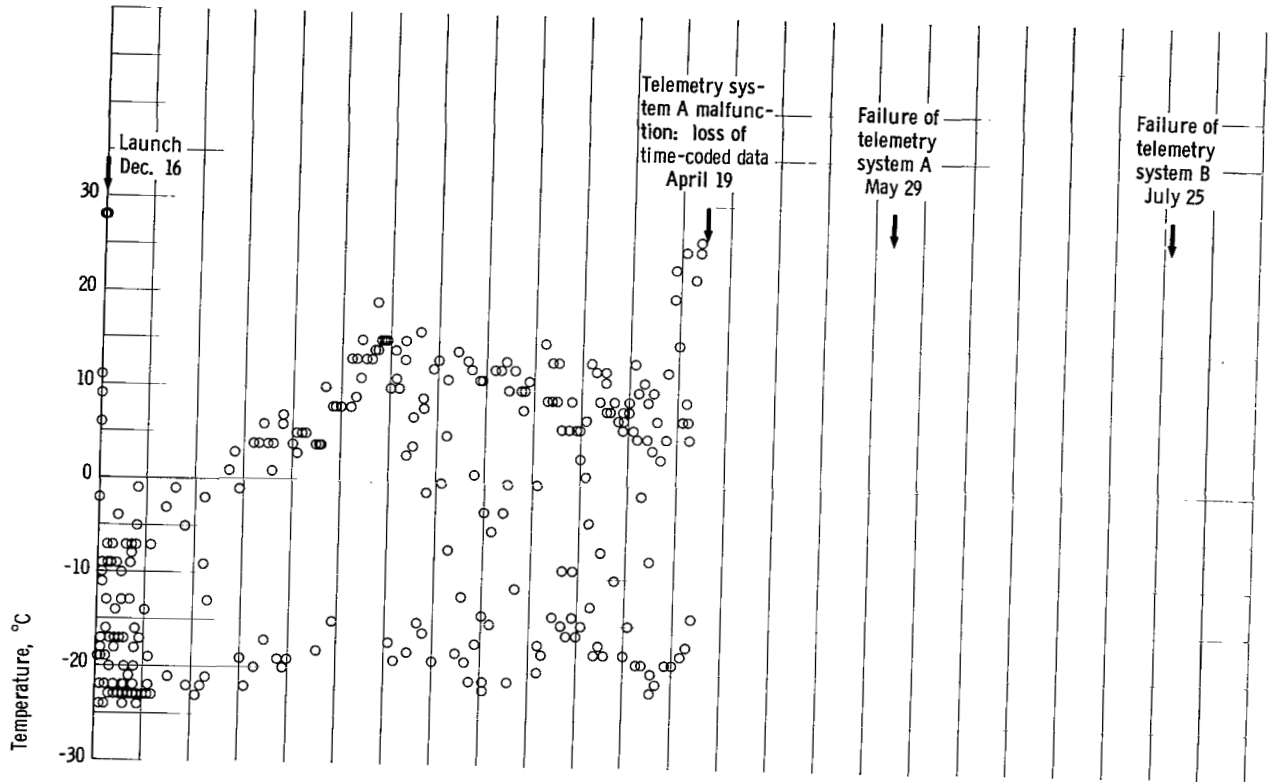 Telemetry sys-
tem A malfunc-
tion: loss of
time-coded data
April 19
Failure of
telemetry
system A
May 29
Failure of
telemetry
system B
July 25
Launch
Dec. 16
30
20
10
0
-10
-20
-30
Temperature, °C